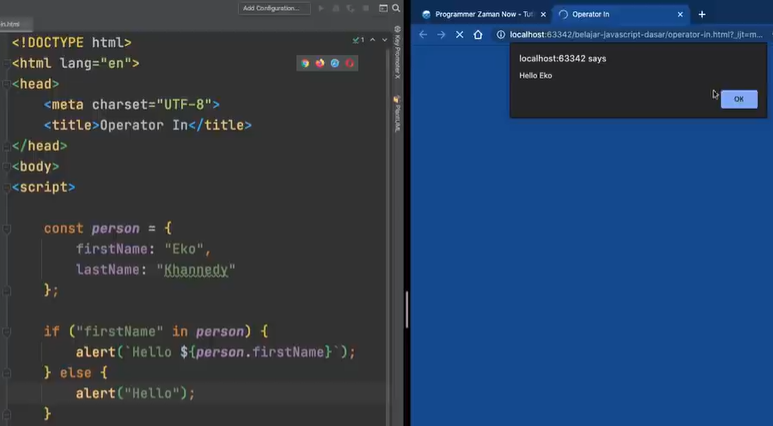 Add Configuration...
in.html
<!DOCTYPE html>
<html lang="en">
<head>
<meta charset="UTF-8">
<title>Operator In</title>
</head>
<body>
<script>
const person = {
firstName: "Eko",
lastName: "Khannedy"
};
if ("firstName" in person) {
alert(`Hello ${person.firstName}`);
} else {
alert("Hello");
}
1
Key Promoter X
PlantUML
Programmer Zaman Now - Tut
Operator In
localhost:63342/belajar-javascript-dasar/operator-in.html?_ijt=m...
localhost:63342 says
Hello Eko
OK